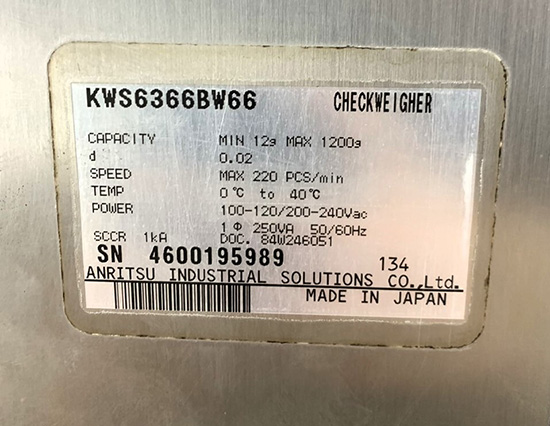 KWS6366BW66 CHECKWEIGHER
CAPACITY MIN 12g MAX 1200g
d 0.02
SPEED MAX 220 PCS/min
TEMP 0℃ to 40℃
POWER 100-120/200-240Vac
1 Φ 250VA 50/60Hz
SCCR 1kA DOC. 84W246051
SN 4600195989 134
ANRITSU INDUSTRIAL SOLUTIONS CO.,Ltd.
MADE IN JAPAN